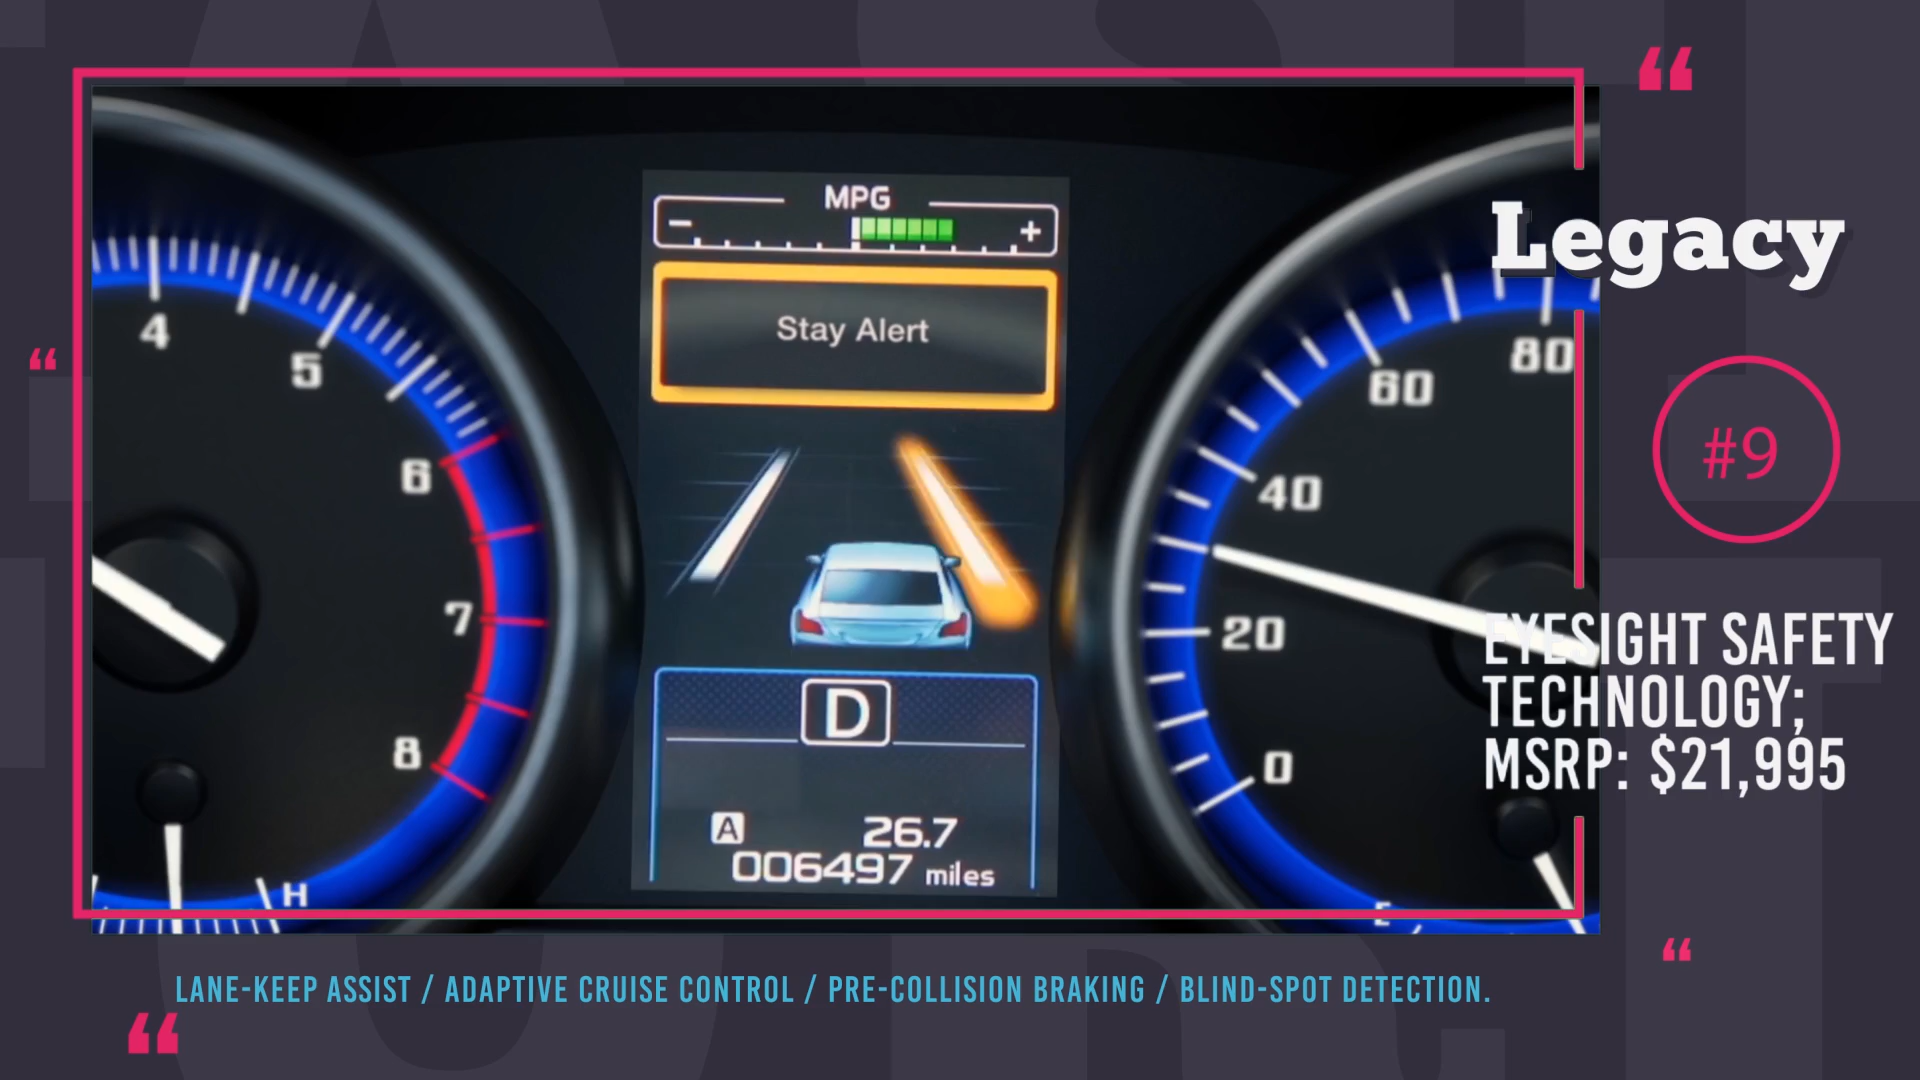 MPG
- +
Stay Alert
4
5
6
7
8
H
D
A 26.7
006497 miles
80
60
40
20
0
E
“
Legacy
#9
EYESIGHT SAFETY
TECHNOLOGY;
MSRP: $21,995
LANE-KEEP ASSIST / ADAPTIVE CRUISE CONTROL / PRE-COLLISION BRAKING / BLIND-SPOT DETECTION.